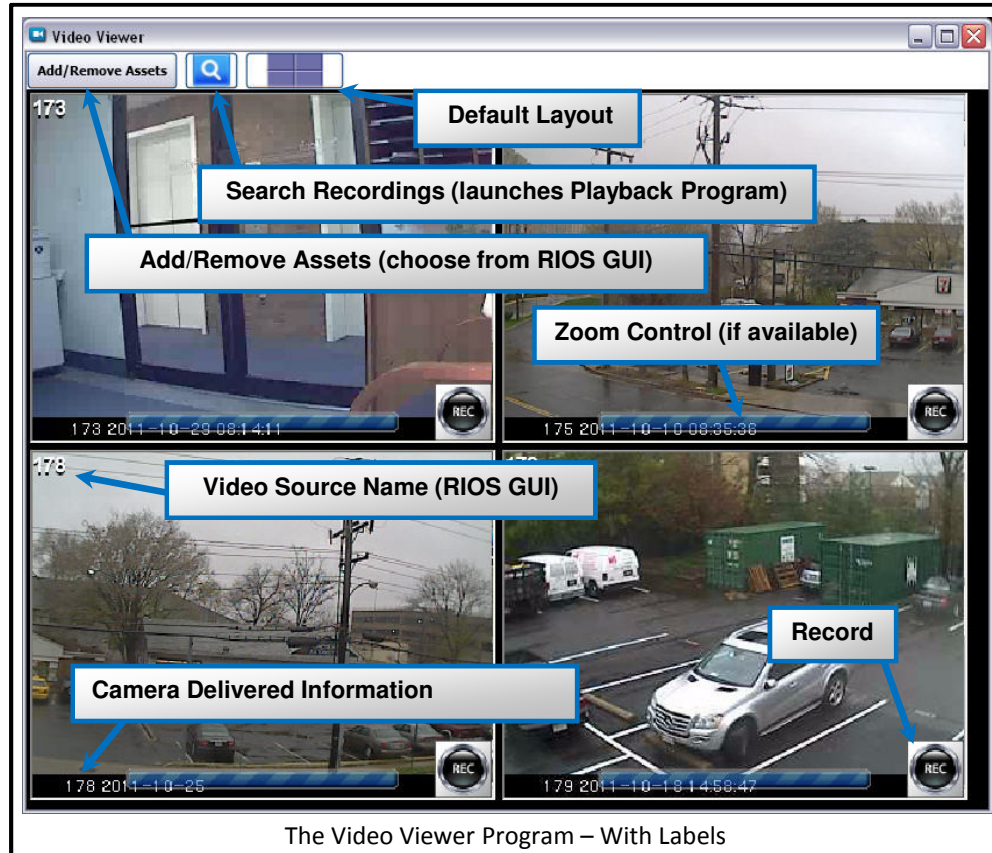 Video Viewer
Add/Remove Assets
173
Default Layout
Search Recordings (launches Playback Program)
Add/Remove Assets (choose from RIOS GUI)
Zoom Control (if available)
REC
REC
173 2011-10-29 08:14:11
175 2011-10-10 08:35:36
178
Video Source Name (RIOS GUI)
Record
Camera Delivered Information
REC
REC
178 2011-10-25
179 2011-10-18 14:58:47
The Video Viewer Program – With Labels